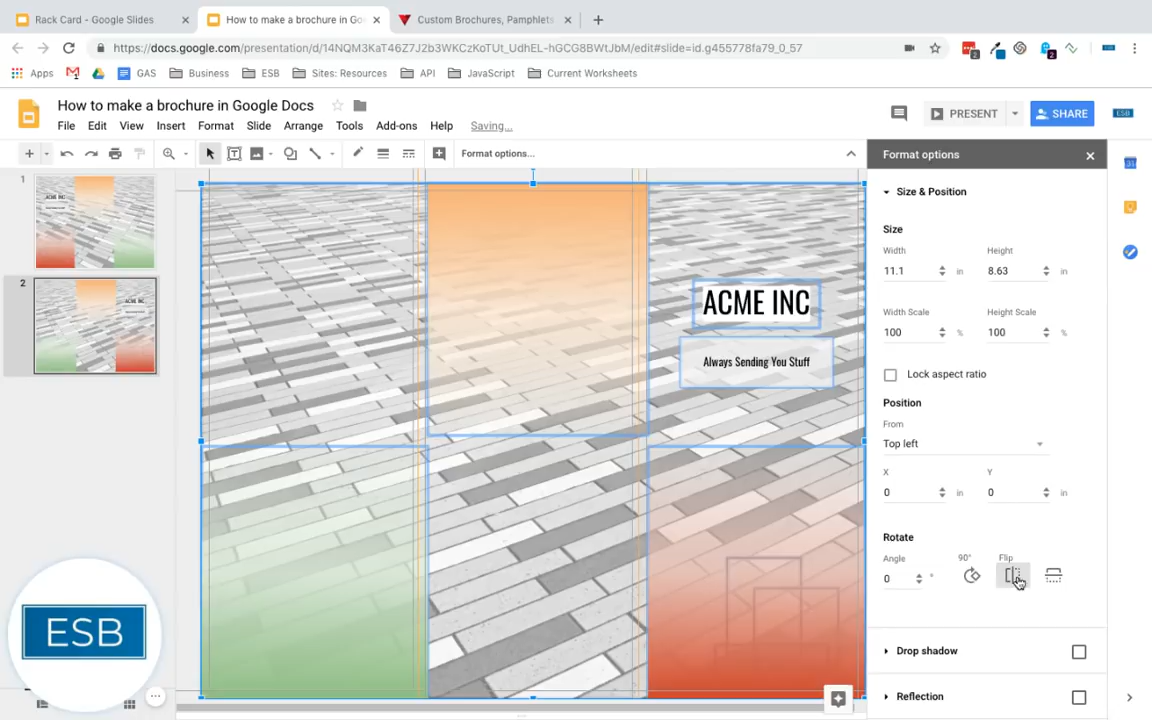 Rack Card - Google Slides
How to make a brochure in Go
Custom Brochures, Pamphlets
https://docs.google.com/presentation/d/14NQM3KaT46Z7J2b3WKCzKoTUt_UdhEL-hGCG8BWtJbM/edit#slide=id.g455778fa79_0_57
Apps
GAS
Business
ESB
Sites: Resources
API
JavaScript
Current Worksheets
How to make a brochure in Google Docs
File Edit View Insert Format Slide Arrange Tools Add-ons Help Saving...
PRESENT
SHARE
ESB
Format options...
Format options
Size & Position
Size
Width Height
11.1 in 8.63 in
Width Scale Height Scale
100 % 100 %
Lock aspect ratio
Position
From
Top left
X Y
0 in 0 in
Rotate
Angle 90° Flip
0 °
Drop shadow
Reflection
1
ACME INC
2
ACME INC
ACME INC
Always Sending You Stuff
ESB